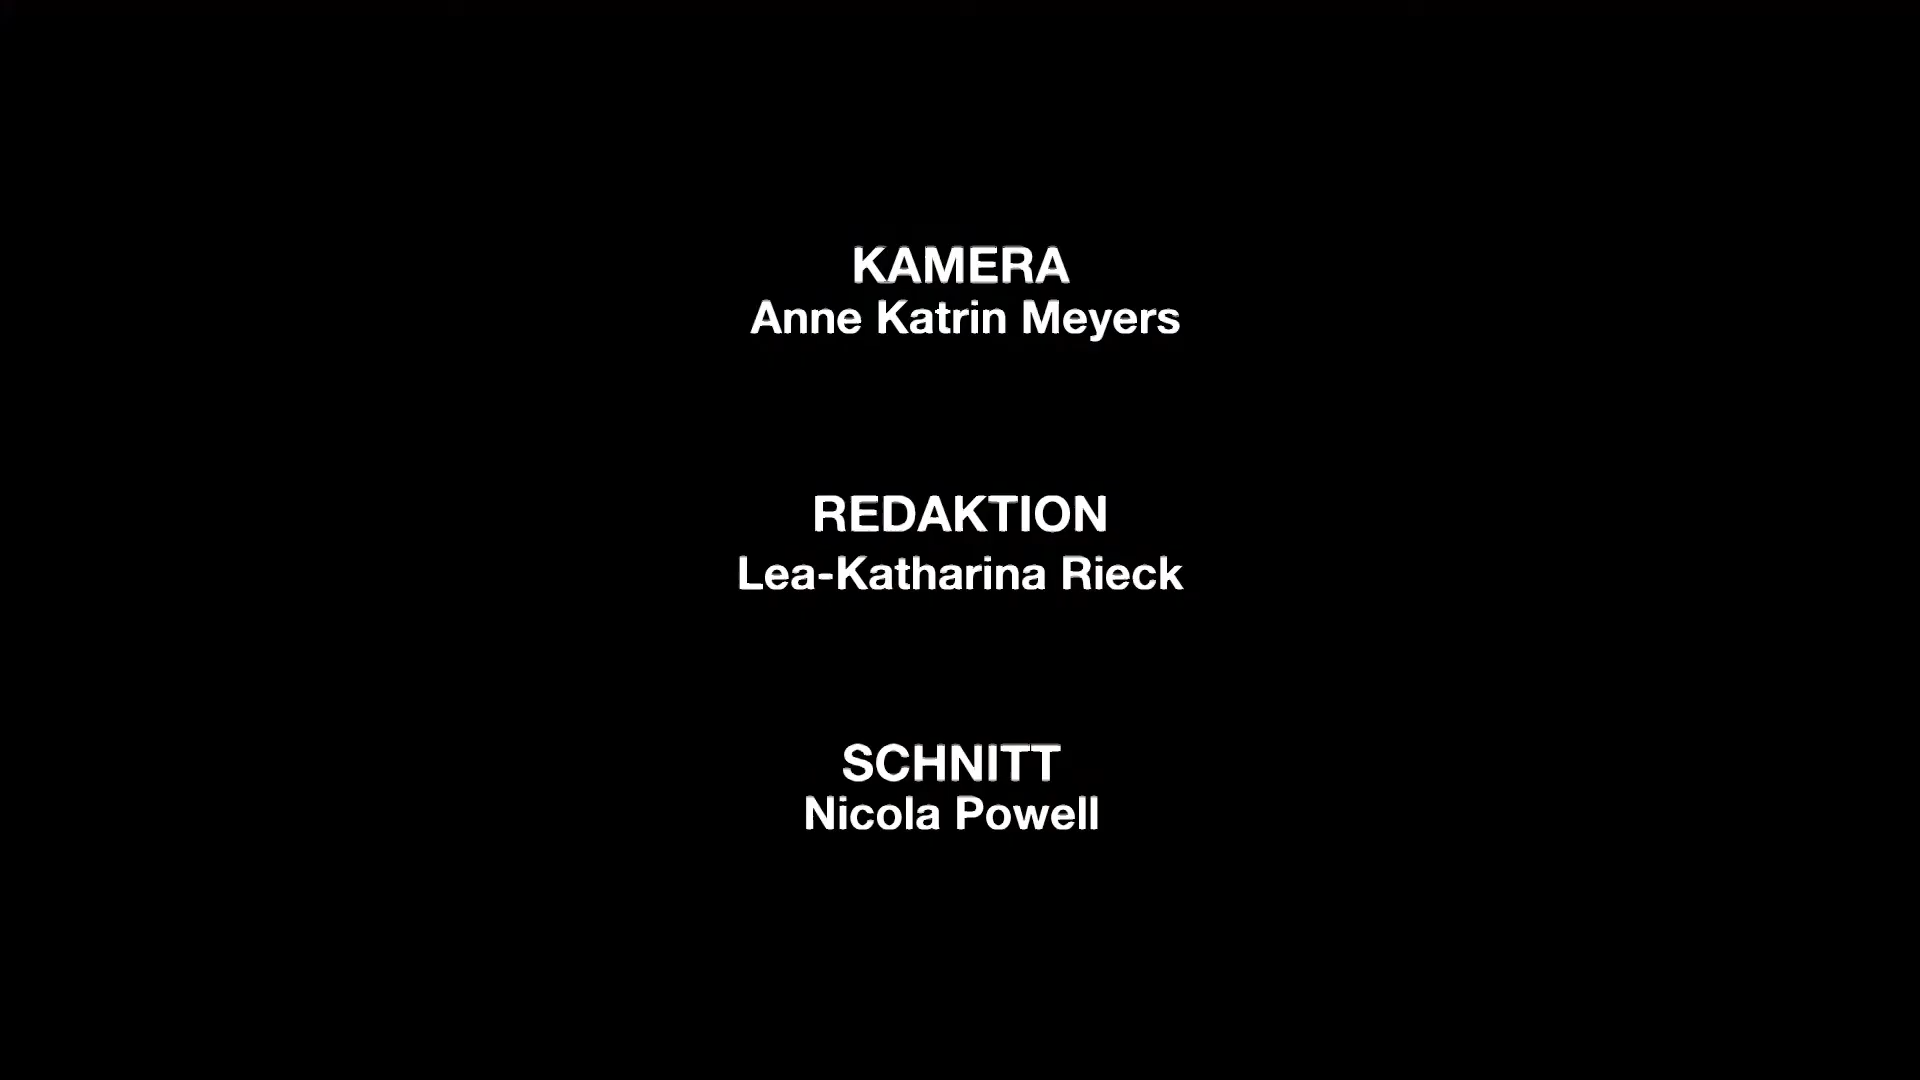 KAMERA
Anne Katrin Meyers
REDAKTION
Lea-Katharina Rieck
SCHNITT
Nicola Powell